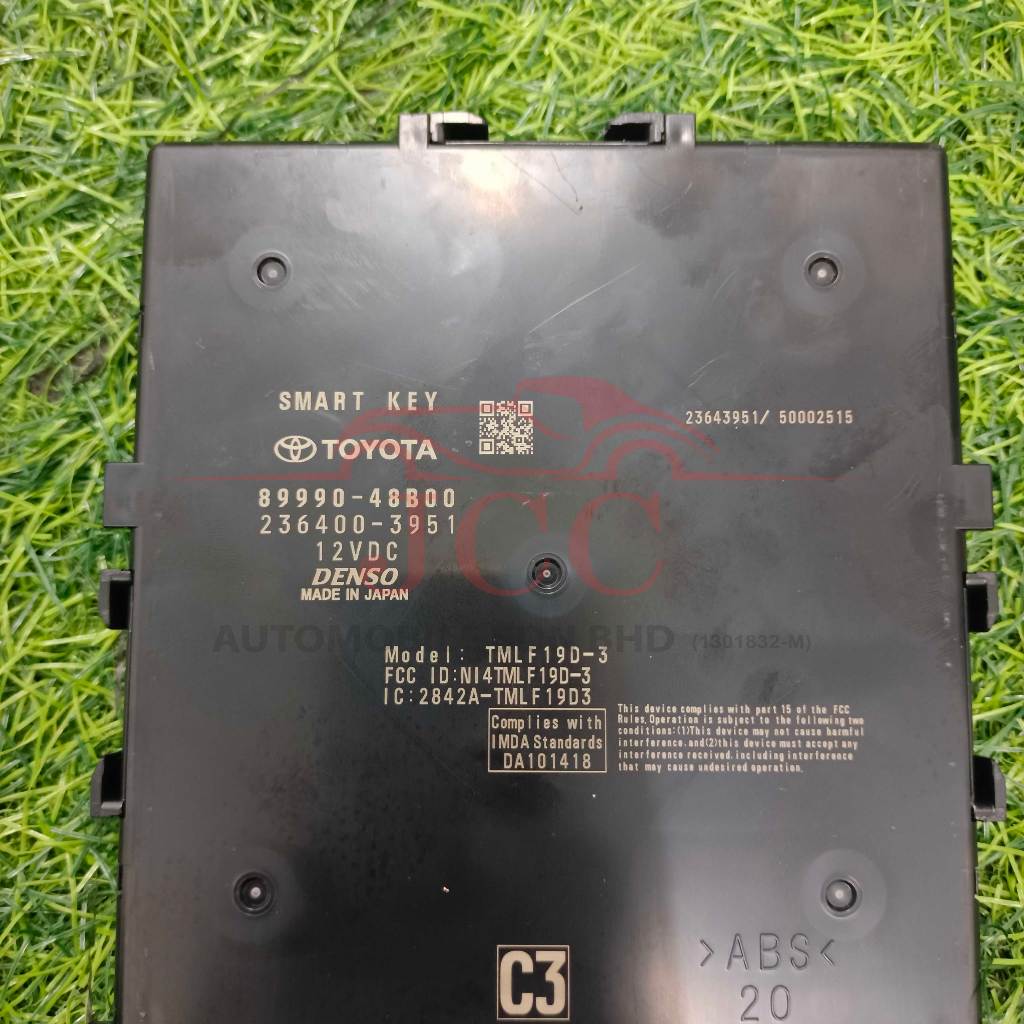 SMART KEY
23643951/ 50002515
TOYOTA
89990-48B00
236400-3951
12VDC
DENSO
MADE IN JAPAN
JCC
AUTOMOBILE SDN BHD (1301832-M)
Model: TMLF19D-3
FCC ID:NI4TMLF19D-3
IC:2842A-TMLF19D3
Complies with
IMDA Standards
DA101418
This device complies with part 15 of the FCC
Rules. Operation is subject to the following two
conditions:(1)This device may not cause harmful
interference.and(2)this device must accept any
interference received. including interference
that may cause undesired operation.
C3
>ABS<
20